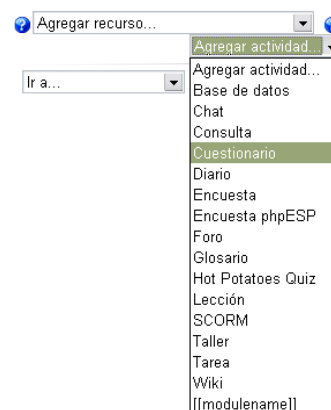 Agregar recurso...
Agregar actividad...
Ir a...
Agregar actividad...
Base de datos
Chat
Consulta
Cuestionario
Diario
Encuesta
Encuesta phpESP
Foro
Glosario
Hot Potatoes Quiz
Lección
SCORM
Taller
Tarea
Wiki
[[modulename]]